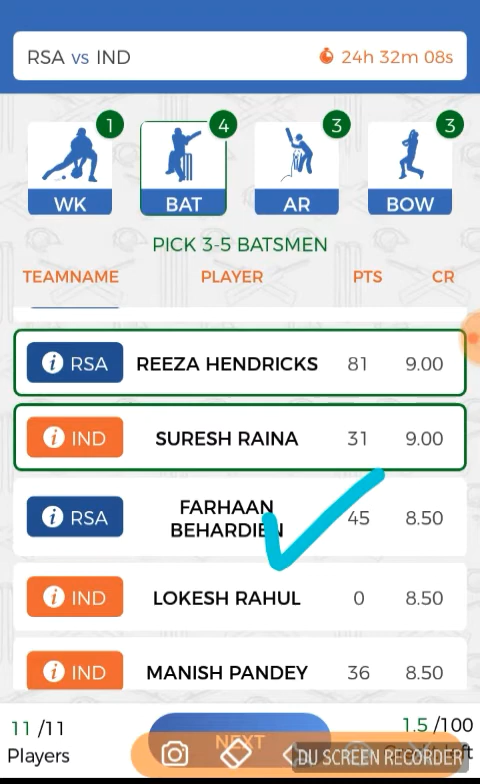 RSA vs IND 24h 32m 08s
1 4 3 3
WK BAT AR BOW
PICK 3-5 BATSMEN
TEAMNAME PLAYER PTS CR
i RSA REEZA HENDRICKS 81 9.00
i IND SURESH RAINA 31 9.00
i RSA FARHAAN BEHARDIEN 45 8.50
i IND LOKESH RAHUL 0 8.50
i IND MANISH PANDEY 36 8.50
11 /11 NEXT 1.5 /100
Players left
DU SCREEN RECORDER